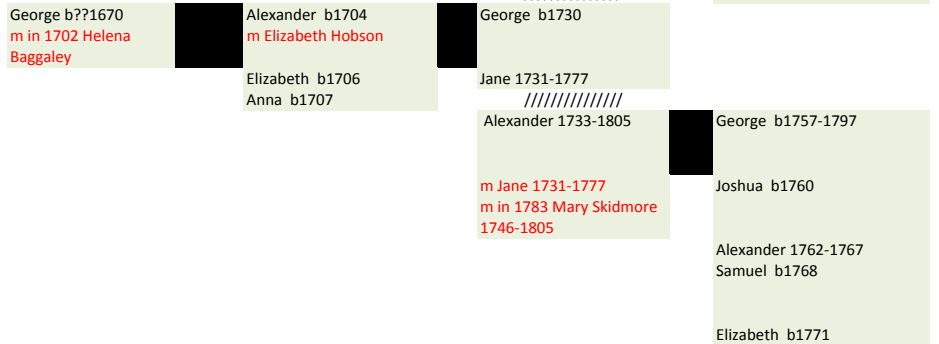 George b??1670
m in 1702 Helena
Baggaley
Alexander b1704
m Elizabeth Hobson
Elizabeth b1706
Anna b1707
George b1730
Jane 1731-1777
///////////////
Alexander 1733-1805
m Jane 1731-1777
m in 1783 Mary Skidmore
1746-1805
George b1757-1797
Joshua b1760
Alexander 1762-1767
Samuel b1768
Elizabeth b1771